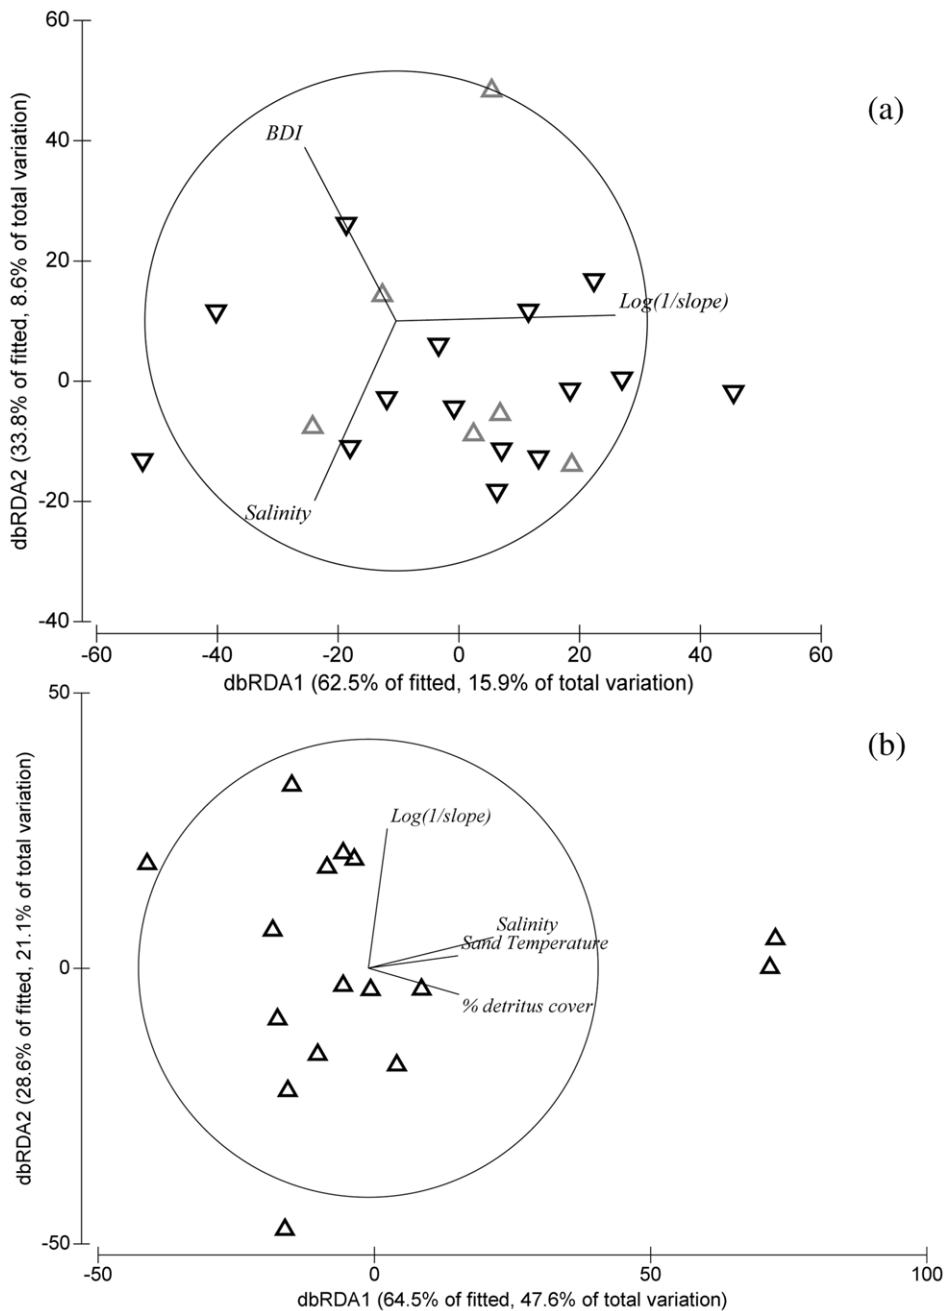 60
(a)
BDI
40
20
Log(1/slope)
0
-20
Salinity
-40
dbRDA2 (33.8% of fitted, 8.6% of total variation)
-60 -40 -20 0 20 40 60
dbRDA1 (62.5% of fitted, 15.9% of total variation)
50
(b)
Log(1/slope)
Salinity
Sand Temperature
0
% detritus cover
-50
dbRDA2 (28.6% of fitted, 21.1% of total variation)
-50 0 50 100
dbRDA1 (64.5% of fitted, 47.6% of total variation)